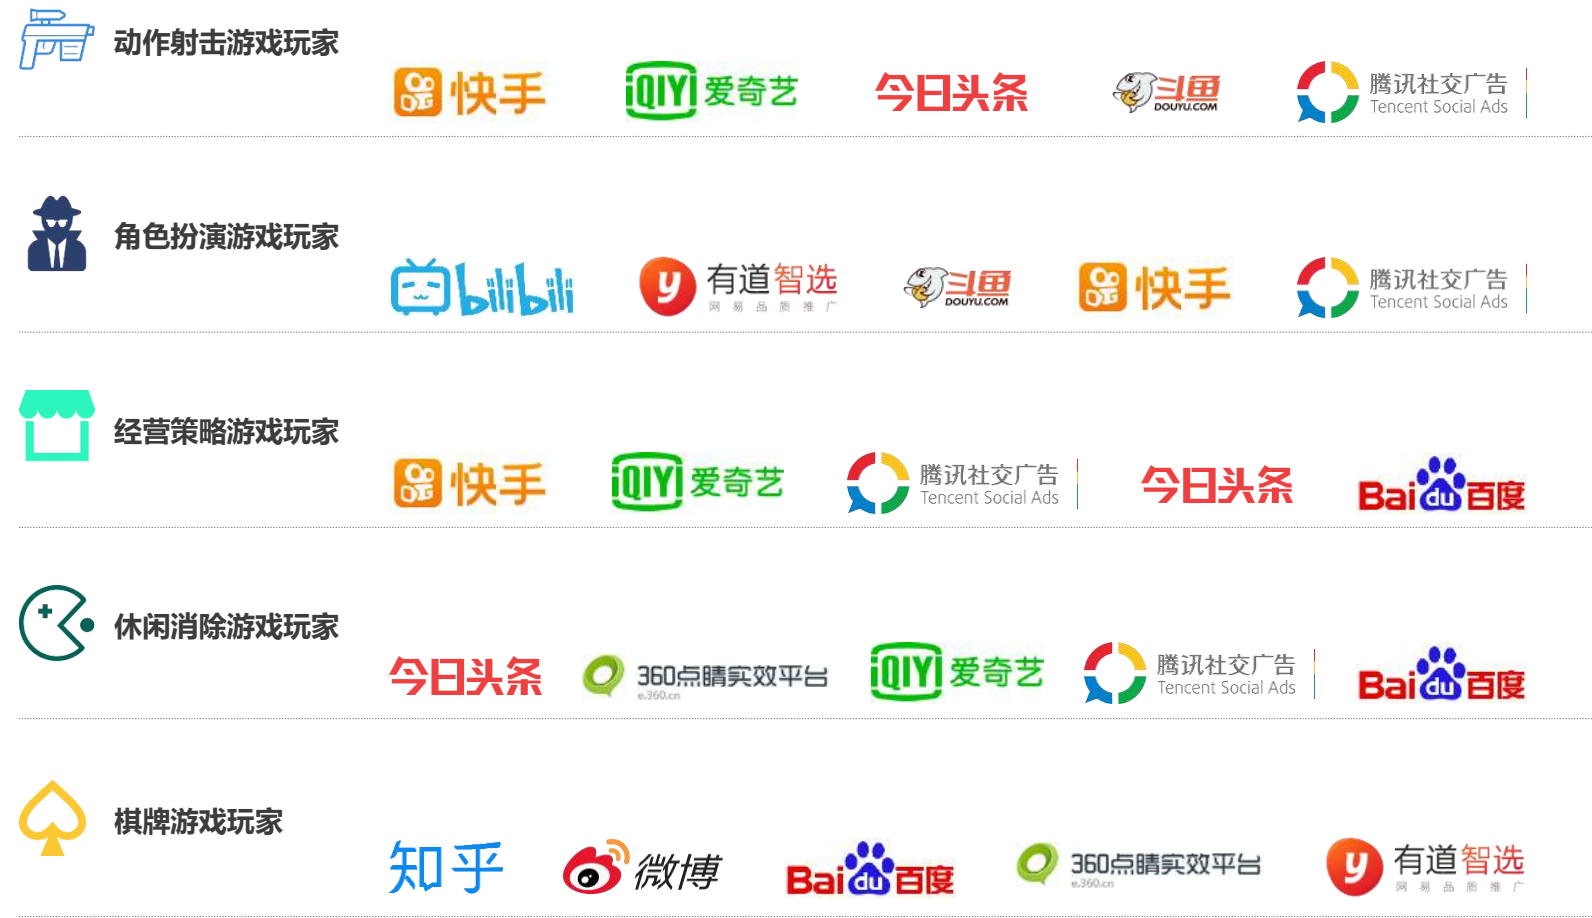 动作射击游戏玩家
快手 iQIYI 爱奇艺 今日头条 斗鱼 腾讯社交广告
DOUYU.COM Tencent Social Ads
角色扮演游戏玩家
bilibili 有道智选 斗鱼 快手 腾讯社交广告
网易品质推广 DOUYU.COM Tencent Social Ads
经营策略游戏玩家
快手 iQIYI 爱奇艺 腾讯社交广告 今日头条 Baidu百度
Tencent Social Ads
休闲消除游戏玩家
今日头条 360点睛实效平台 iQIYI 爱奇艺 腾讯社交广告 Baidu百度
e.360.cn Tencent Social Ads
棋牌游戏玩家
知乎 微博 Baidu百度 360点睛实效平台 y 有道智选
e.360.cn 网易品质推广